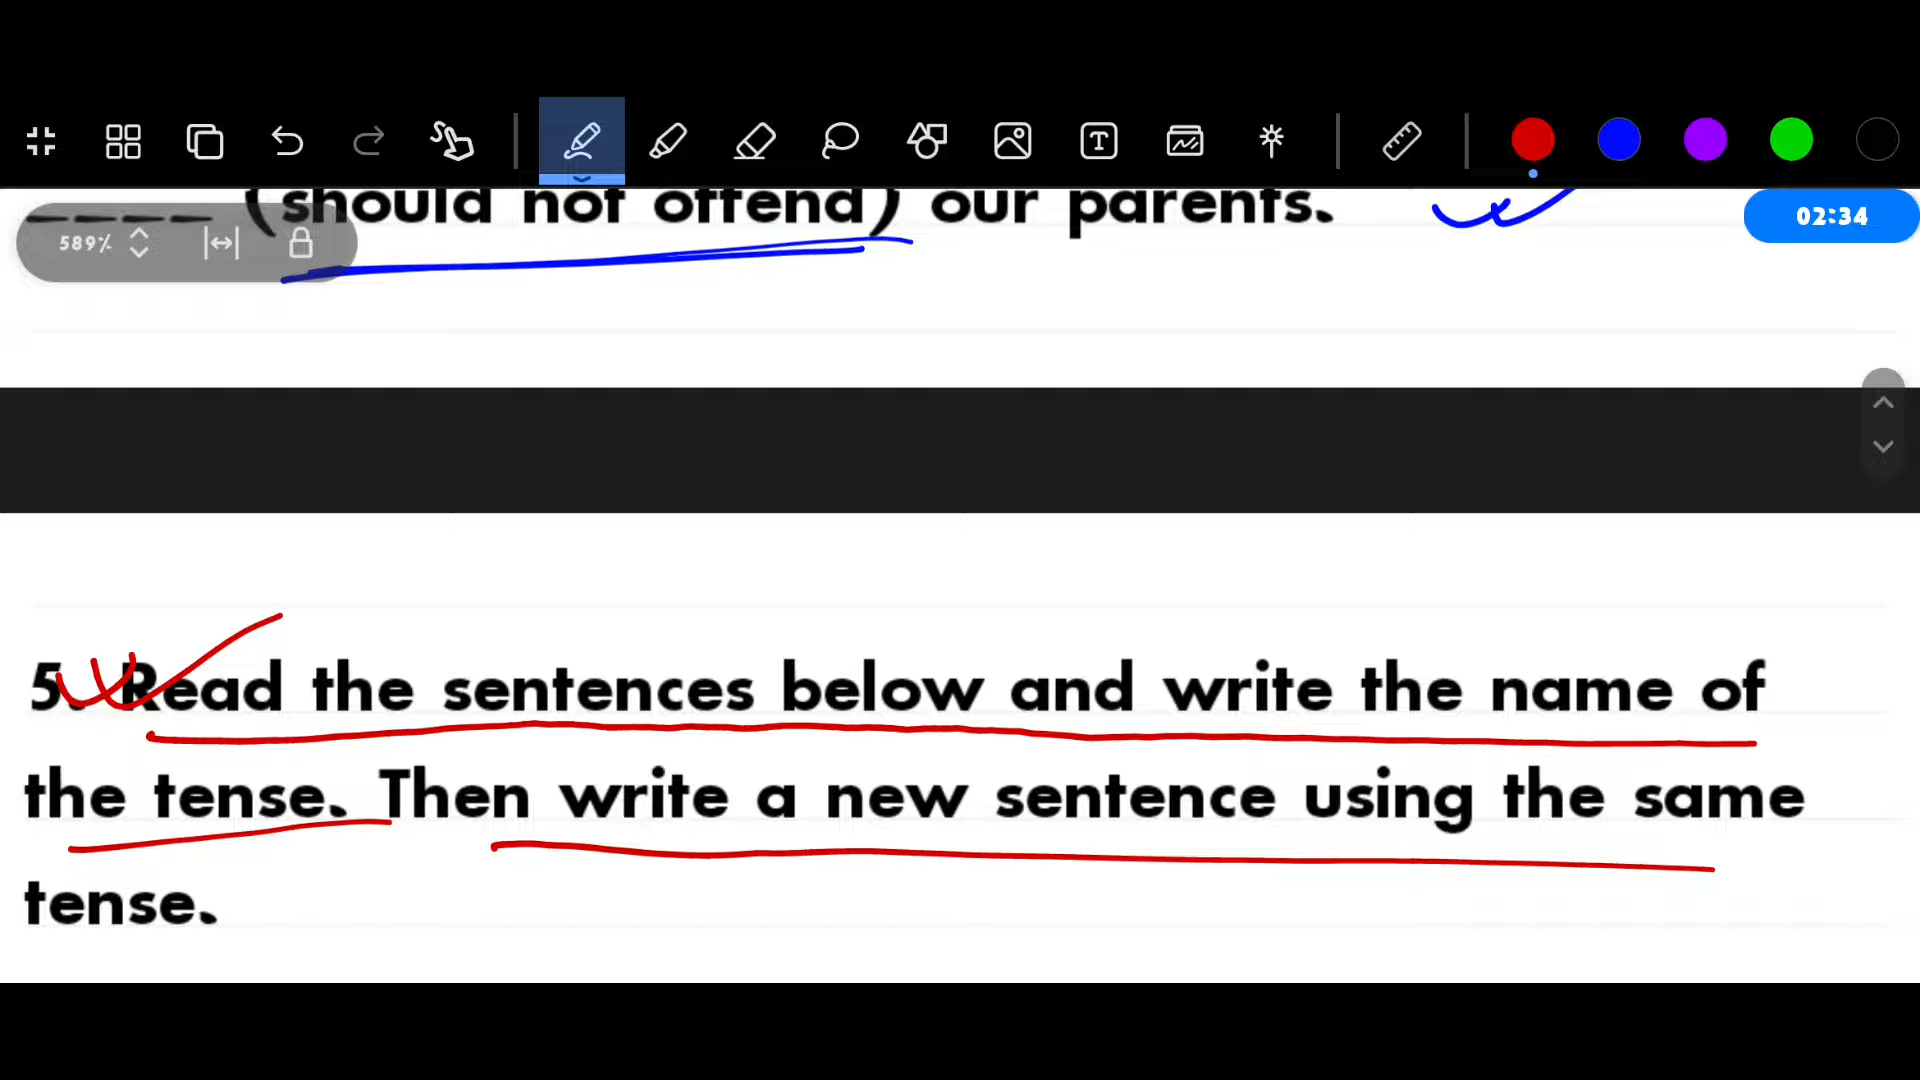 (should not offend) our parents.
02:34
589%
5. Read the sentences below and write the name of
the tense. Then write a new sentence using the same
tense.